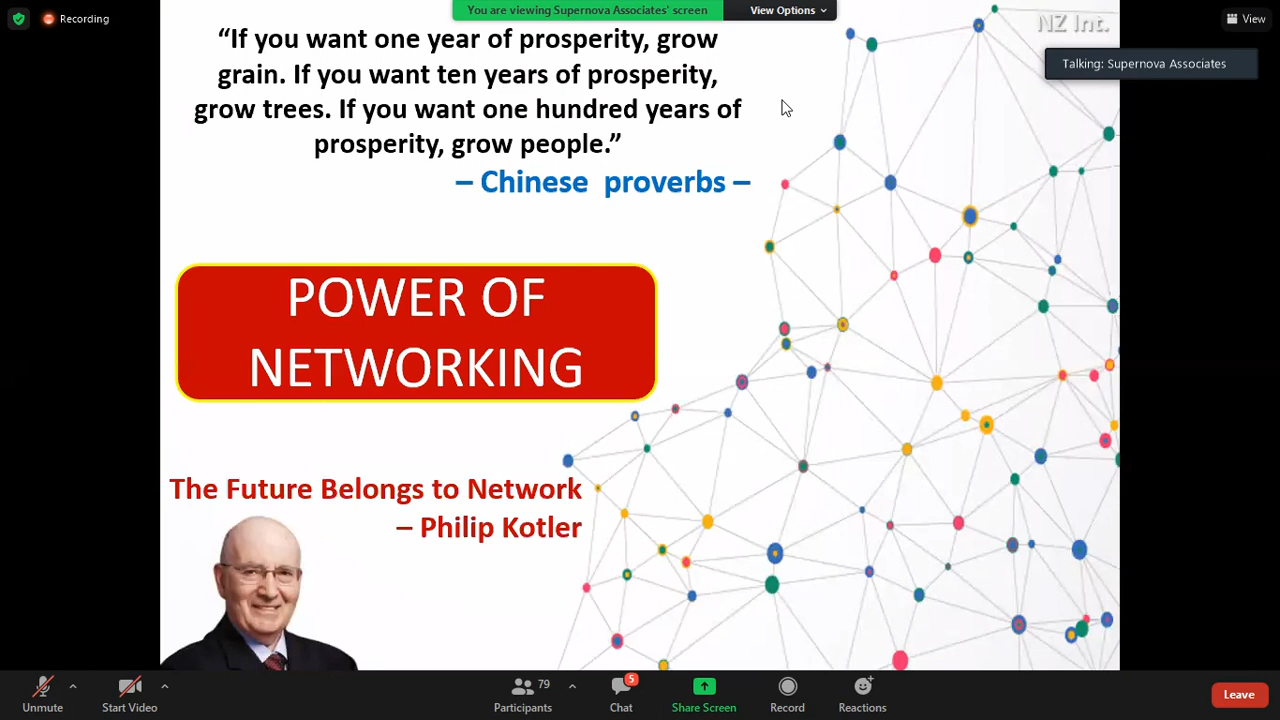 Recording
You are viewing Supernova Associates' screen
View Options
View
NZ Int.
Talking: Supernova Associates
“If you want one year of prosperity, grow
grain. If you want ten years of prosperity,
grow trees. If you want one hundred years of
prosperity, grow people.”
– Chinese proverbs –
POWER OF
NETWORKING
The Future Belongs to Network
– Philip Kotler
Unmute
Start Video
79
Participants
5
Chat
Share Screen
Record
Reactions
Leave